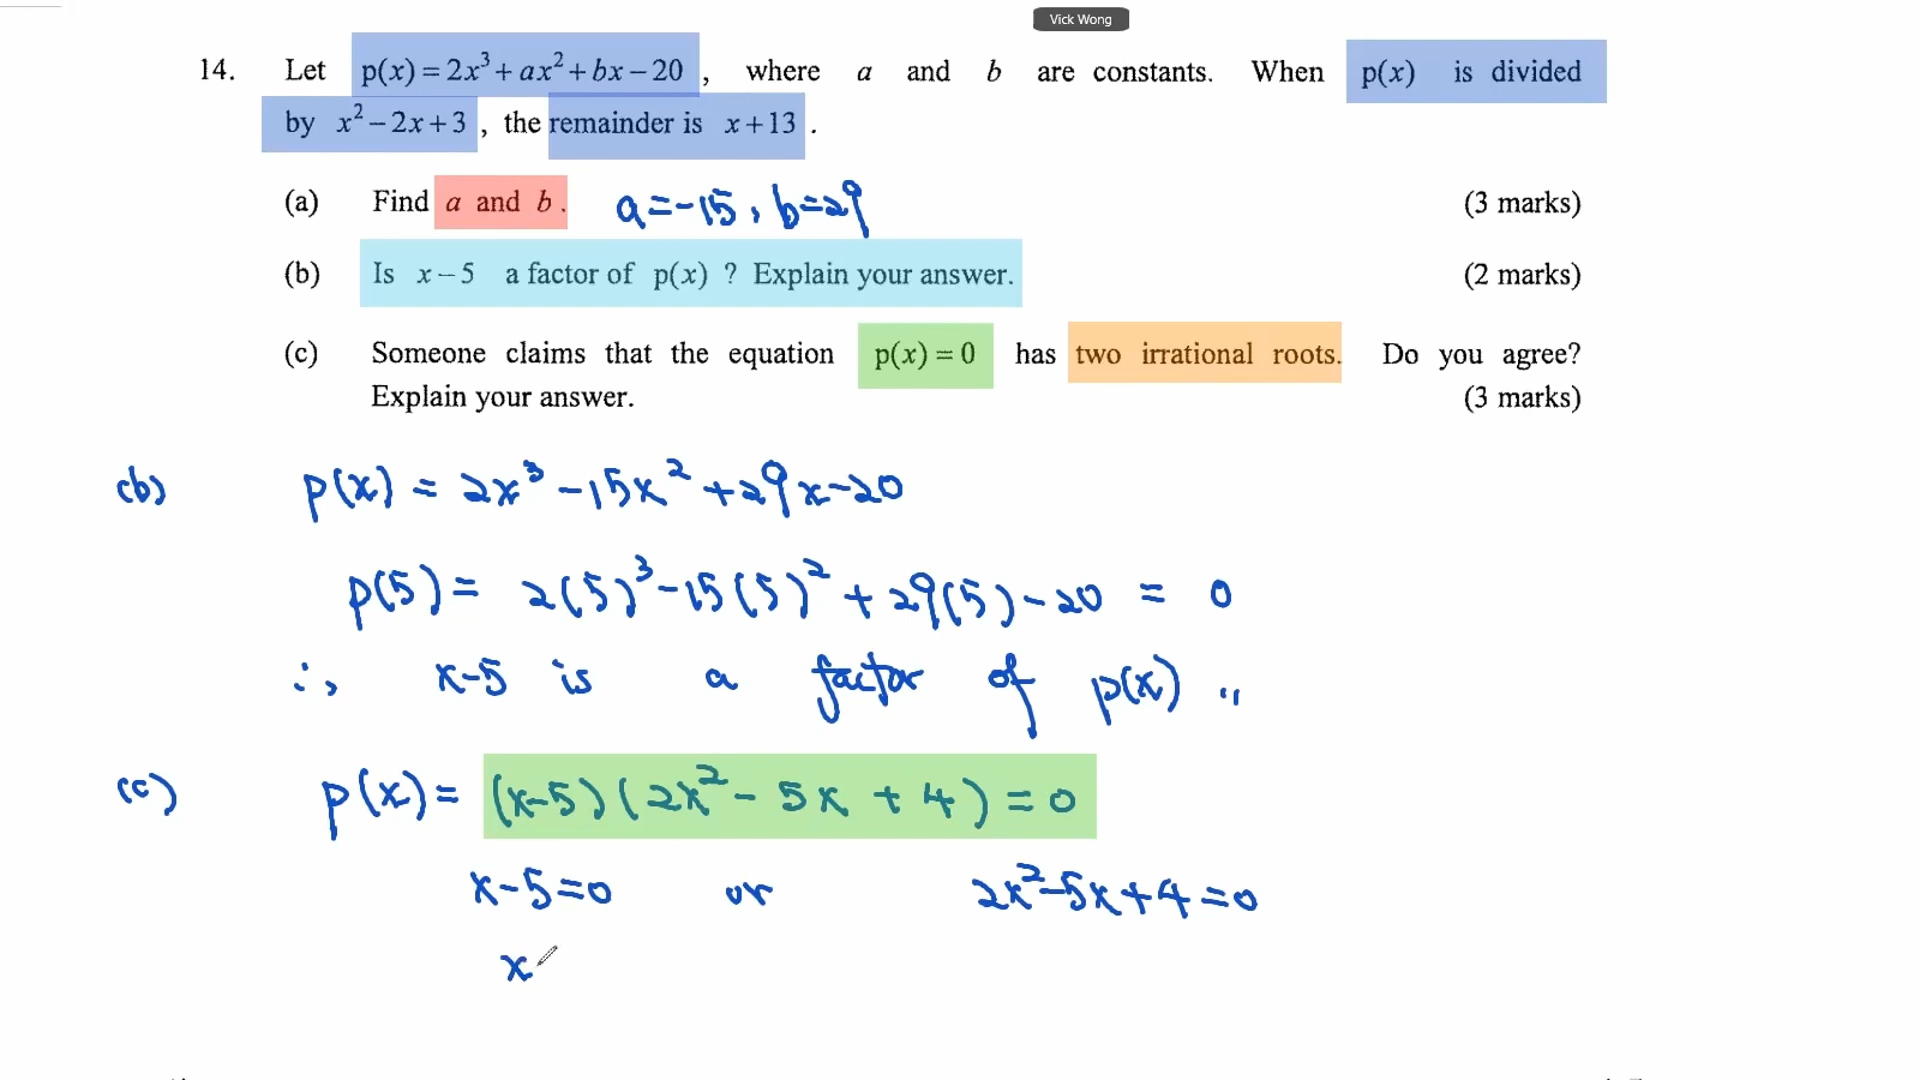 Vick Wong
14. Let p(x) = 2x³ + ax² + bx − 20 , where a and b are constants. When p(x) is divided
by x² − 2x + 3 , the remainder is x + 13 .
(a) Find a and b . a = -15 , b = 29 (3 marks)
(b) Is x − 5 a factor of p(x) ? Explain your answer. (2 marks)
(c) Someone claims that the equation p(x) = 0 has two irrational roots. Do you agree?
Explain your answer. (3 marks)
(b) p(x) = 2x³ - 15x² + 29x - 20
p(5) = 2(5)³ - 15(5)² + 29(5) - 20 = 0
∴, x-5 is a factor of p(x) "
(c) p(x) = (x-5)(2x² - 5x + 4) = 0
x-5=0 or 2x²-5x+4=0
x